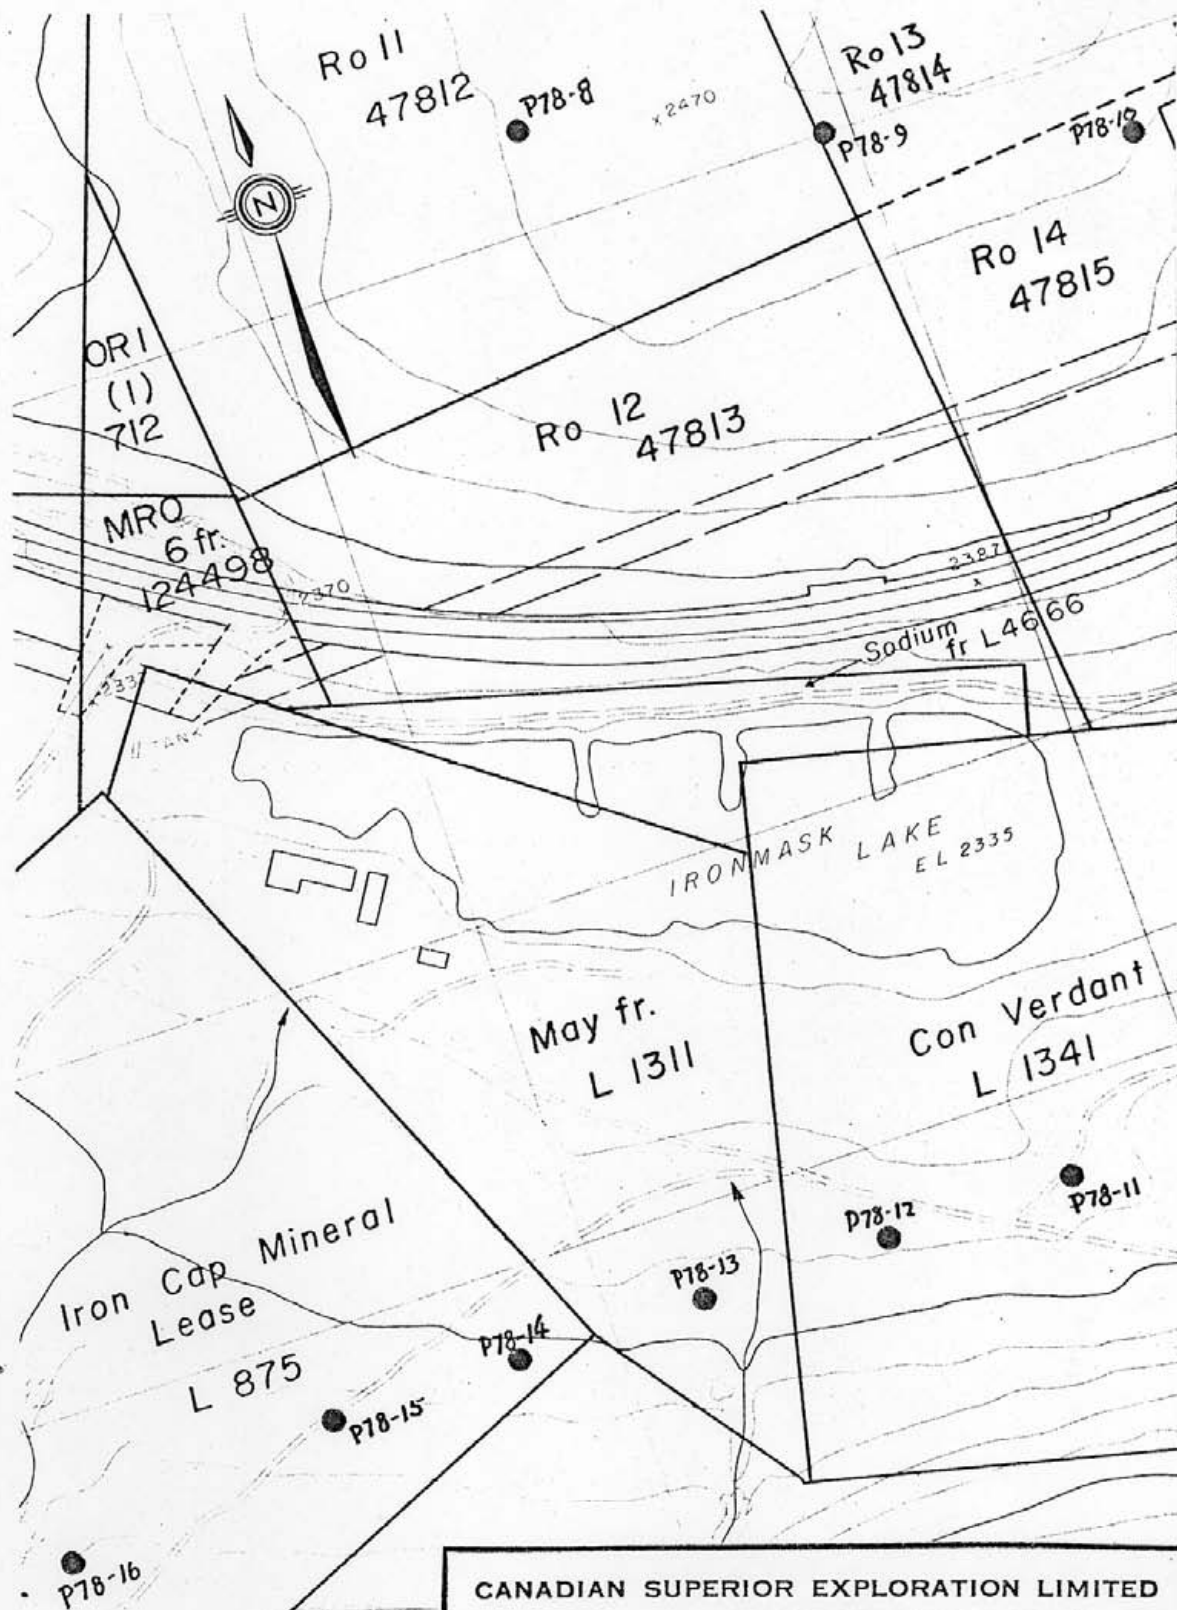 Ro 11
47812
P78-8
x 2470
Ro 13
47814
P78-9
P78-10
N
Ro 14
47815
OR 1
(1)
712
Ro 12
47813
MRO
6 fr.
124498
2370
2387
x
Sodium
fr L4666
TANK
IRONMASK LAKE
EL 2335
May fr.
L 1311
Con Verdant
L 1341
P78-11
P78-12
P78-13
Iron Cap Mineral
Lease
L 875
P78-14
P78-15
P78-16
CANADIAN SUPERIOR EXPLORATION LIMITED